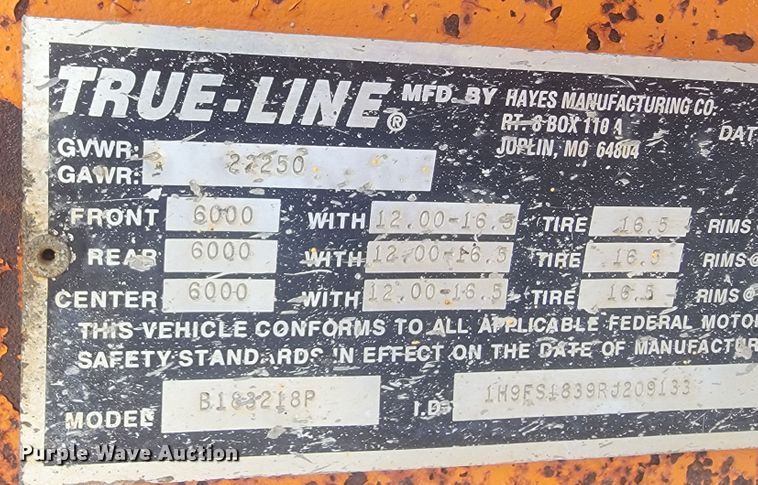 TRUE-LINE® MFD. BY HAYES MANUFACTURING CO.
RT. 8 BOX 110 A DAT
JOPLIN, MO 64804
GVWR: 22250
GAWR:
FRONT 6000 WITH 12.00-16.5 TIRE 16.5 RIMS @
REAR 6000 WITH 12.00-16.5 TIRE 16.5 RIMS @
CENTER 6000 WITH 12.00-16.5 TIRE 16.5 RIMS @
THIS VEHICLE CONFORMS TO ALL APPLICABLE FEDERAL MOTO
SAFETY STANDARDS IN EFFECT ON THE DATE OF MANUFACTUR
MODEL B183218P I.D. 1H9FS1839RJ209133
Purple Wave Auction